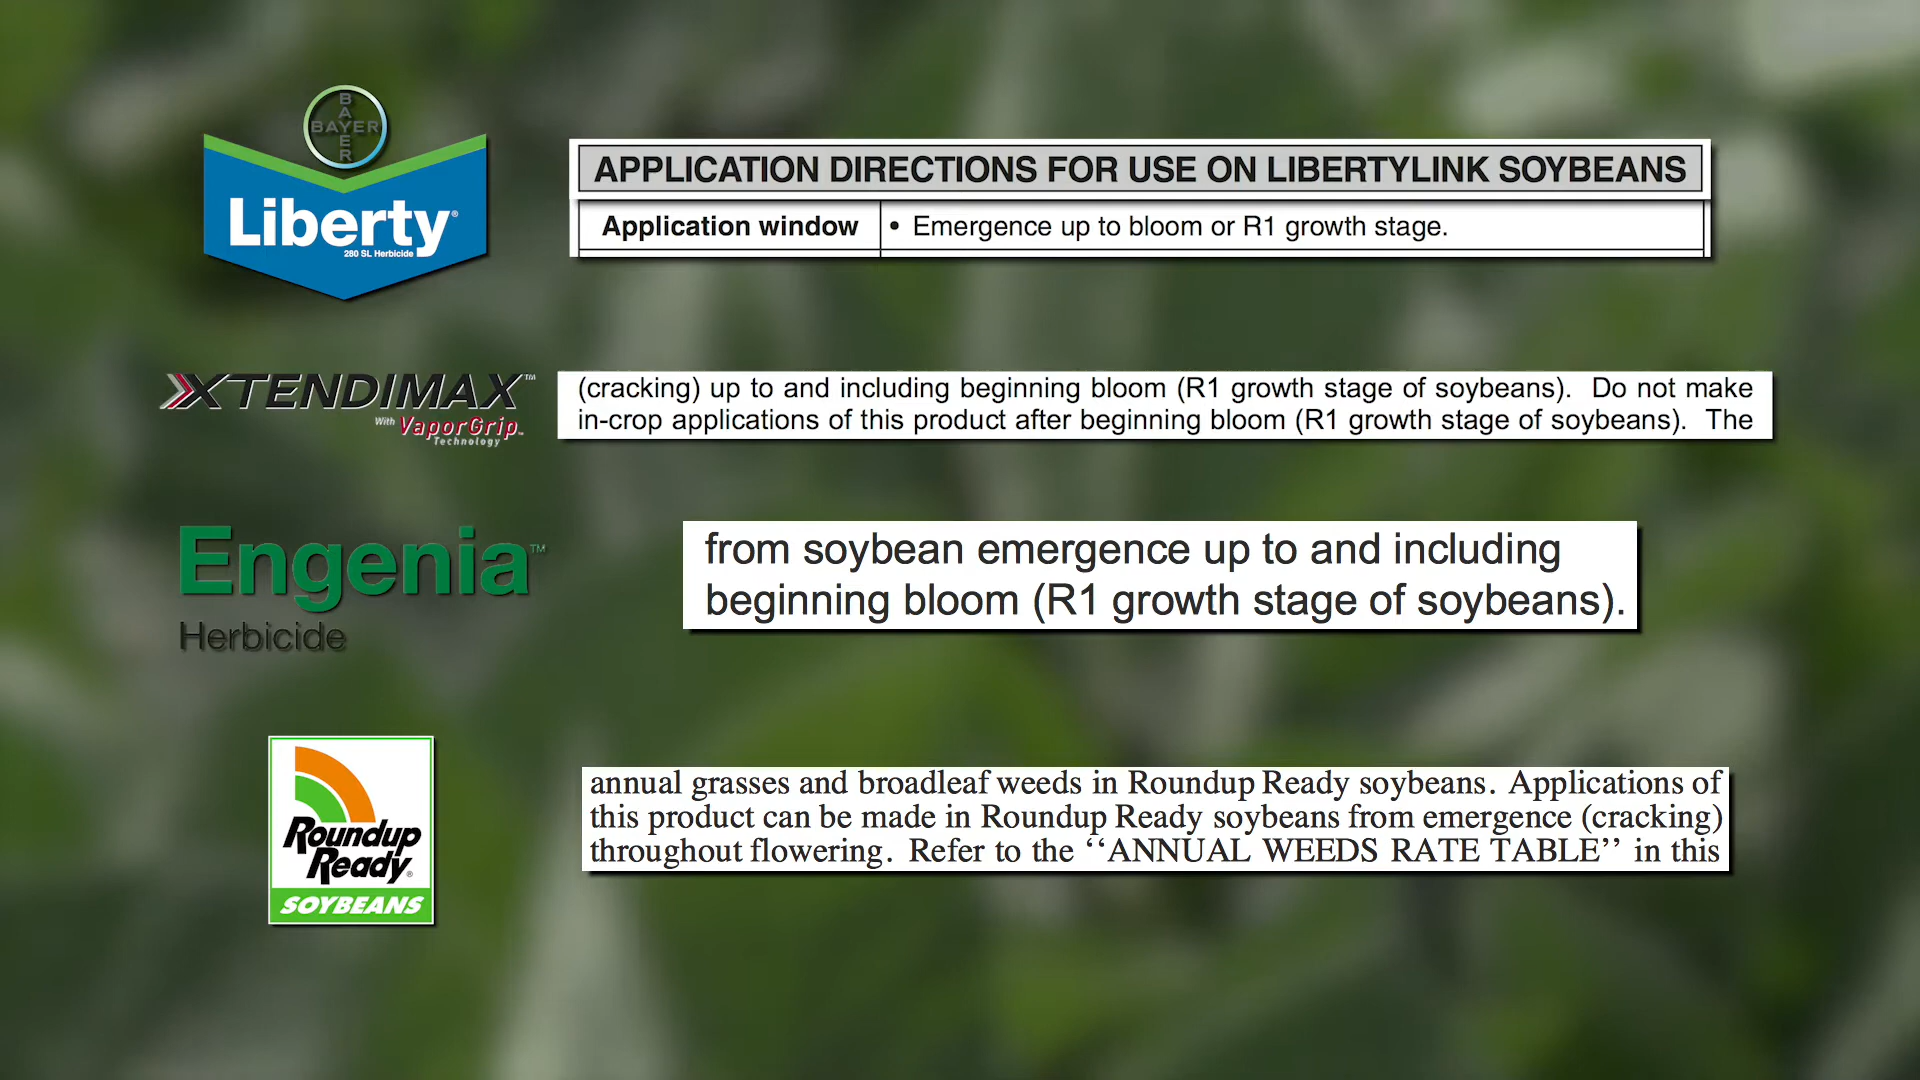 BAYER
BAYER
Liberty®
280 SL Herbicide
APPLICATION DIRECTIONS FOR USE ON LIBERTYLINK SOYBEANS
Application window • Emergence up to bloom or R1 growth stage.
XTENDIMAX™
With VaporGrip™
Technology
(cracking) up to and including beginning bloom (R1 growth stage of soybeans). Do not make
in-crop applications of this product after beginning bloom (R1 growth stage of soybeans). The
Engenia™
Herbicide
from soybean emergence up to and including
beginning bloom (R1 growth stage of soybeans).
Roundup
Ready®
SOYBEANS
annual grasses and broadleaf weeds in Roundup Ready soybeans. Applications of
this product can be made in Roundup Ready soybeans from emergence (cracking)
throughout flowering. Refer to the ‘‘ANNUAL WEEDS RATE TABLE’’ in this